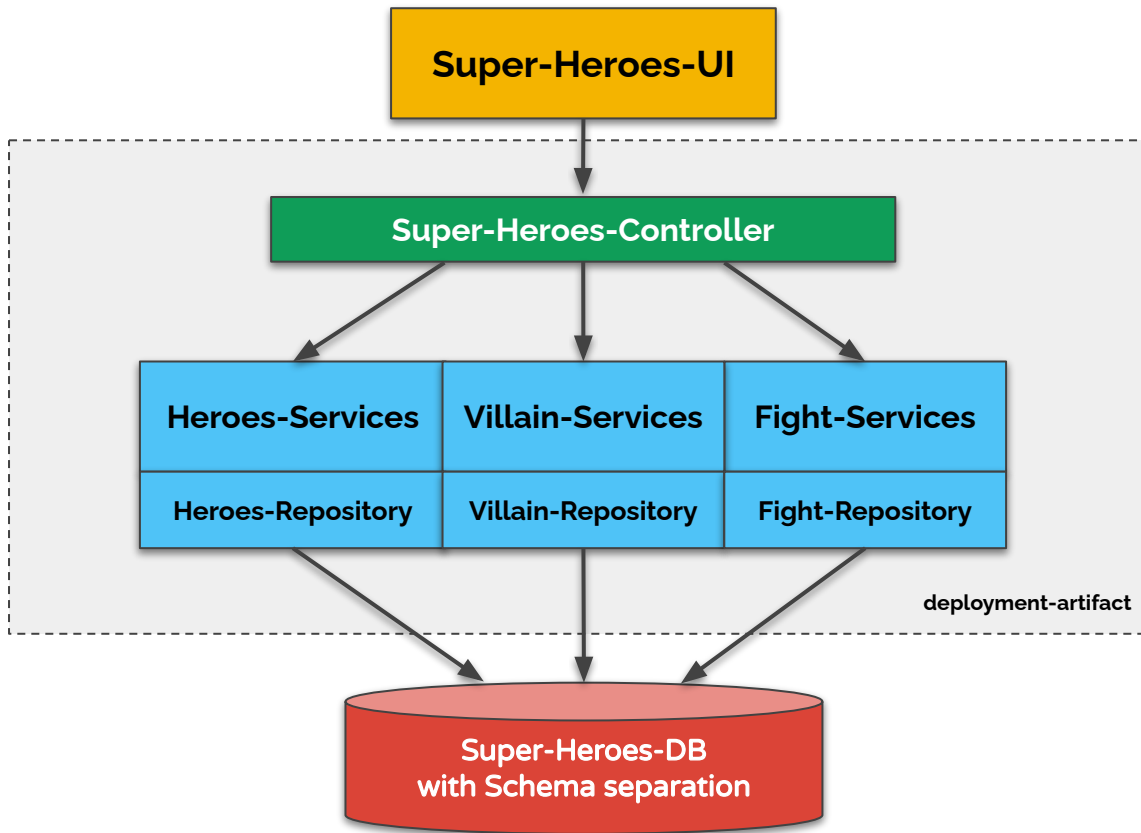 Super-Heroes-UI
Super-Heroes-Controller
Heroes-Services
Villain-Services
Fight-Services
Heroes-Repository
Villain-Repository
Fight-Repository
deployment-artifact
Super-Heroes-DB
with Schema separation